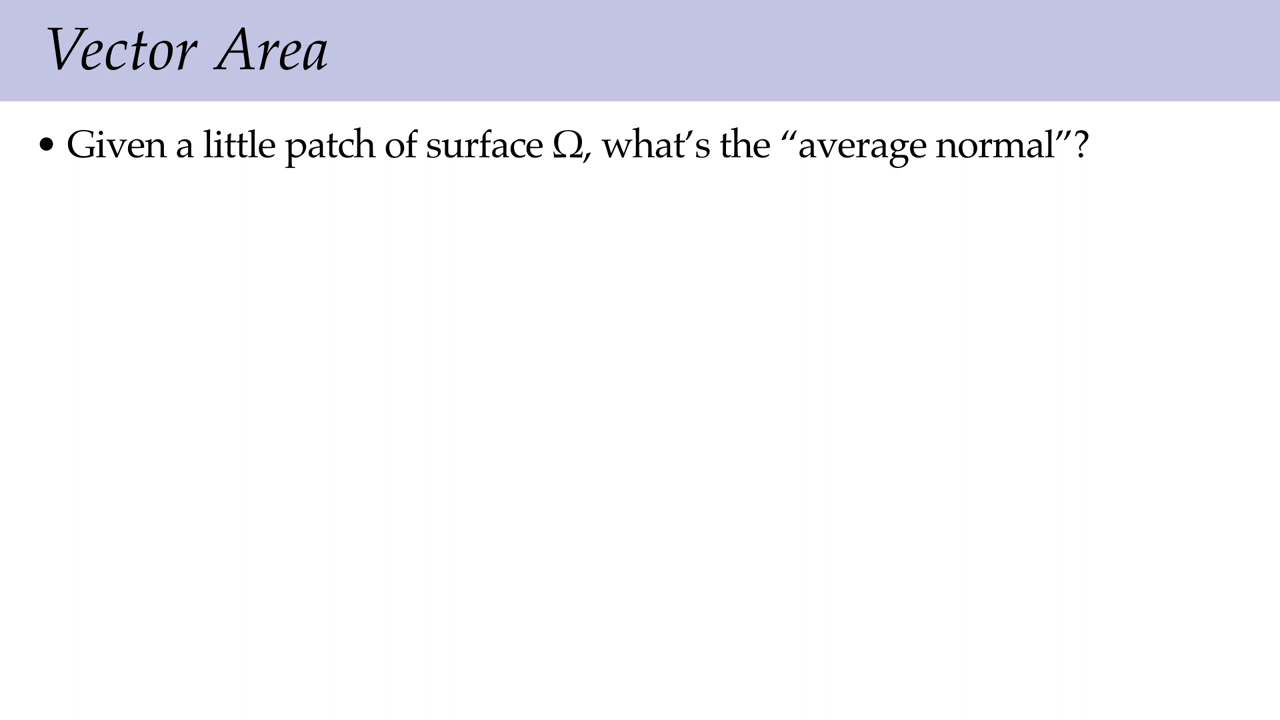 Vector Area
• Given a little patch of surface Ω, what’s the “average normal”?